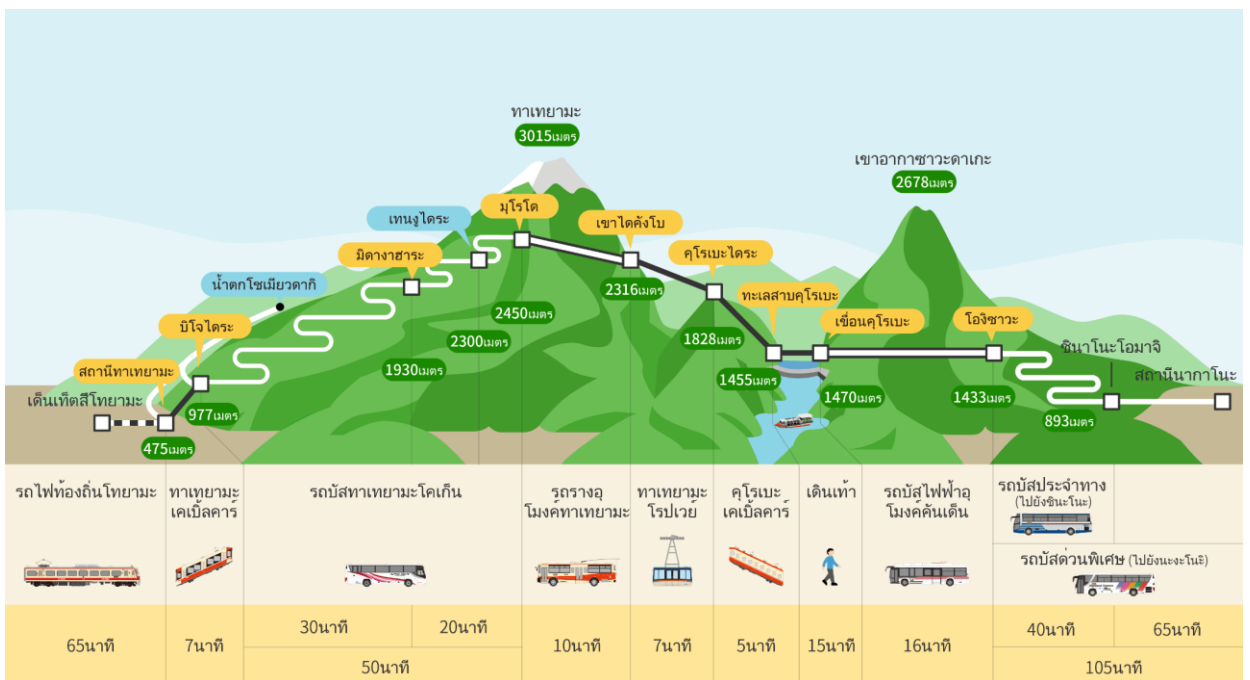 ทาเทยามะ
3015เมตร
เขาอากาซาวะดาเกะ
2678เมตร
มุโรโด
เทนงูไดระ
เขาไดคังโบ
มิดางาฮาระ
คุโรเบะไดระ
น้ำตกโชเมียวดากิ
2316เมตร
ทะเลสาบคุโรเบะ
2450เมตร
บิโจไดระ
เขื่อนคุโรเบะ
โองิซาวะ
1828เมตร
2300เมตร
ชินาโนะโอมาจิ
สถานีทาเทยามะ
1930เมตร
1455เมตร
สถานีนากาโนะ
เด็นเท็ตสึโทยามะ
977เมตร
1470เมตร
1433เมตร
893เมตร
475เมตร
รถไฟท้องถิ่นโทยามะ
ทาเทยามะ
เคเบิ้ลคาร์
รถบัสทาเทยามะโคเก็น
รถรางอุ
โมงค์ทาเทยามะ
ทาเทยามะ
โรปเวย์
คุโรเบะ
เคเบิ้ลคาร์
เดินเท้า
รถบัสไฟฟ้าอุ
โมงค์คันเด็น
รถบัสประจำทาง
(ไปยังชินะโนะ)
รถบัสด่วนพิเศษ (ไปยังนะงะโนะ)
65นาที
7นาที
30นาที
20นาที
50นาที
10นาที
7นาที
5นาที
15นาที
16นาที
40นาที
65นาที
105นาที